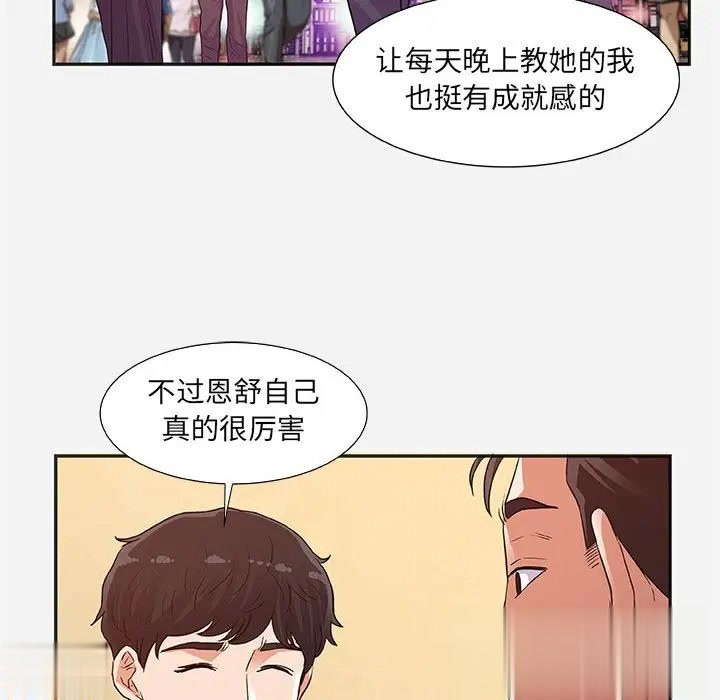 让每天晚上教她的我
也挺有成就感的
不过恩舒自己
真的很厉害